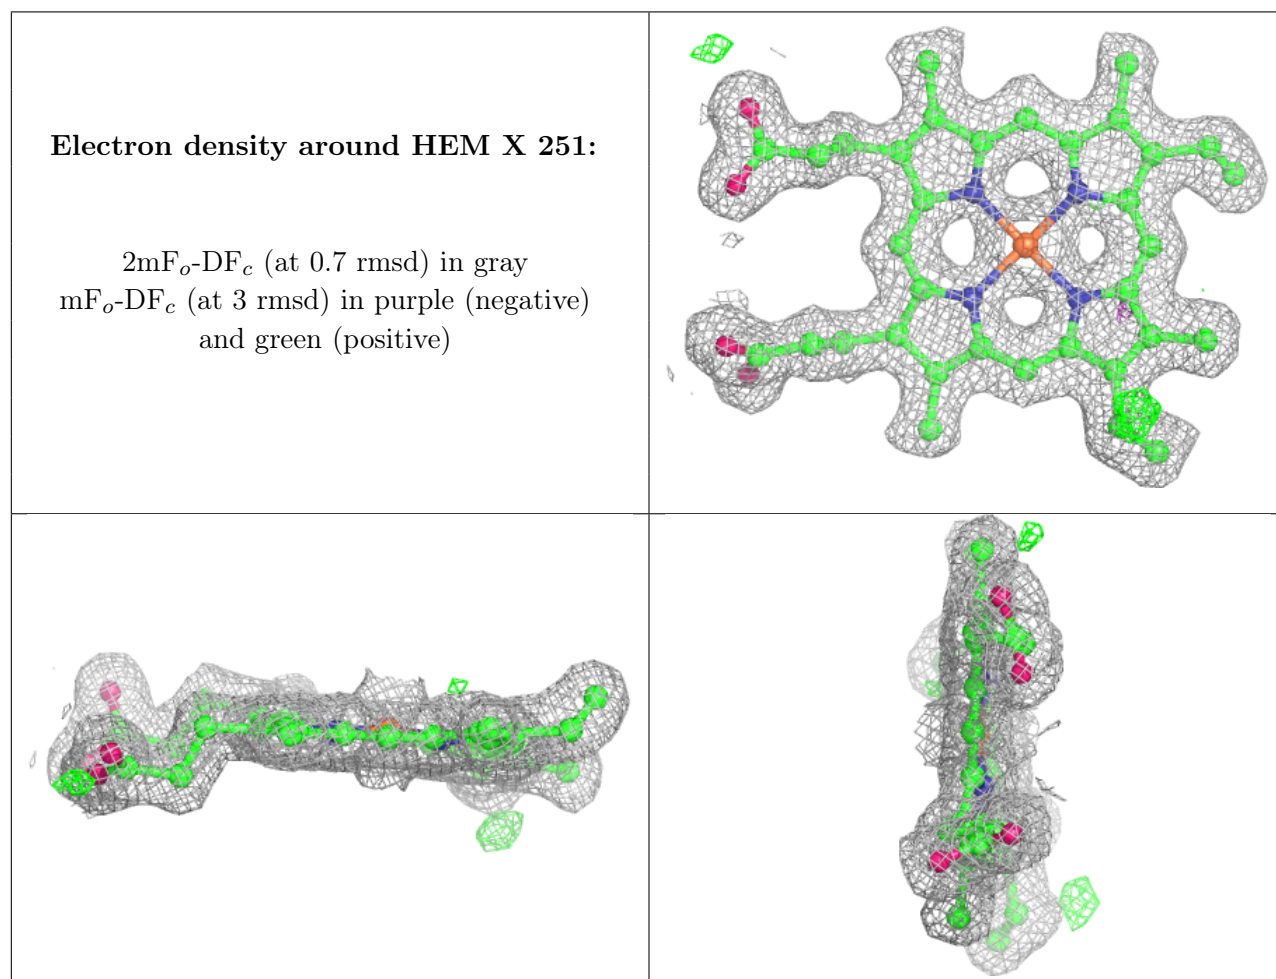 Electron density around HEM X 251:
2mFo-DFc (at 0.7 rmsd) in gray
mFo-DFc (at 3 rmsd) in purple (negative)
and green (positive)